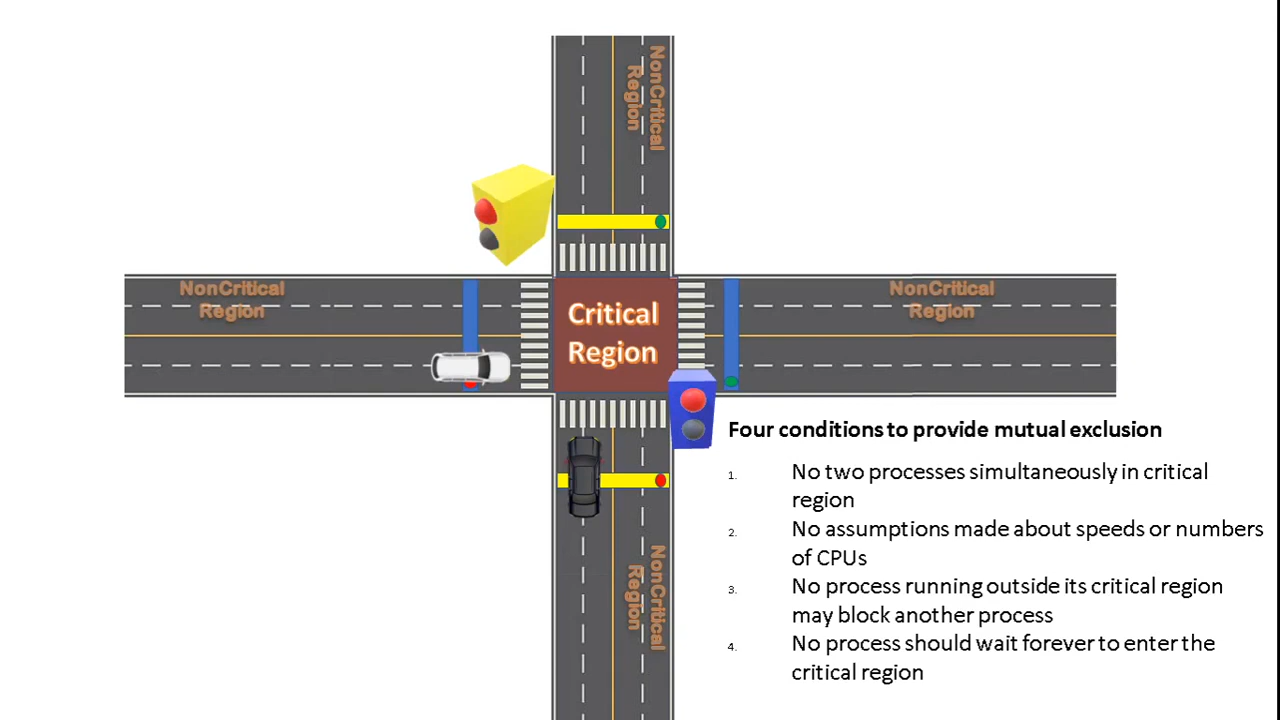 NonCritical
Region
NonCritical
Region
NonCritical
Region
Critical
Region
NonCritical
Region
Four conditions to provide mutual exclusion
1. No two processes simultaneously in critical
region
2. No assumptions made about speeds or numbers
of CPUs
3. No process running outside its critical region
may block another process
4. No process should wait forever to enter the
critical region